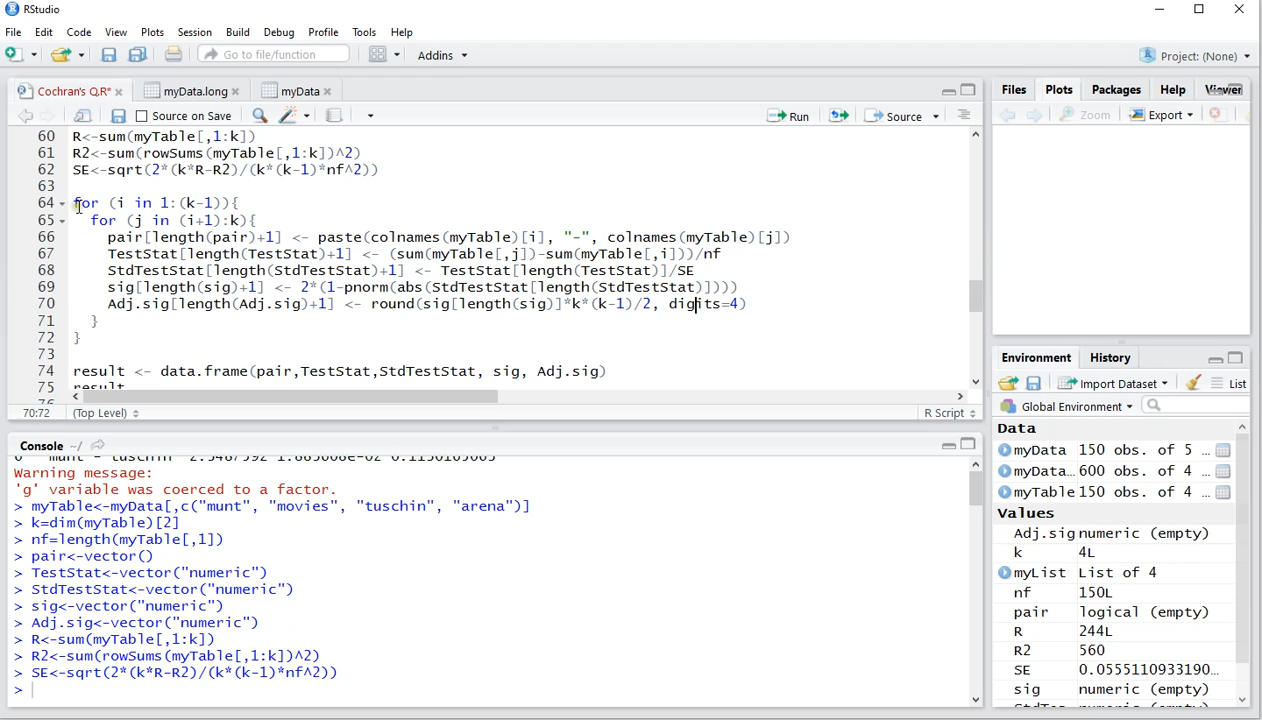 RStudio
File Edit Code View Plots Session Build Debug Profile Tools Help
Go to file/function Addins Project: (None)
Cochran's Q.R* myData.long myData
Source on Save Run Source
60 R<-sum(myTable[,1:k])
61 R2<-sum(rowSums(myTable[,1:k])^2)
62 SE<-sqrt(2*(k*R-R2)/(k*(k-1)*nf^2))
63
64 for (i in 1:(k-1)){
65 for (j in (i+1):k){
66 pair[length(pair)+1] <- paste(colnames(myTable)[i], "-", colnames(myTable)[j])
67 TestStat[length(TestStat)+1] <- (sum(myTable[,j])-sum(myTable[,i]))/nf
68 StdTestStat[length(StdTestStat)+1] <- TestStat[length(TestStat)]/SE
69 sig[length(sig)+1] <- 2*(1-pnorm(abs(StdTestStat[length(StdTestStat)])))
70 Adj.sig[length(Adj.sig)+1] <- round(sig[length(sig)]*k*(k-1)/2, digits=4)
71 }
72 }
73
74 result <- data.frame(pair,TestStat,StdTestStat, sig, Adj.sig)
75 result
70:72 (Top Level) R Script
Console ~/
Warning message:
'g' variable was coerced to a factor.
> myTable<-myData[,c("munt", "movies", "tuschin", "arena")]
> k=dim(myTable)[2]
> nf=length(myTable[,1])
> pair<-vector()
> TestStat<-vector("numeric")
> StdTestStat<-vector("numeric")
> sig<-vector("numeric")
> Adj.sig<-vector("numeric")
> R<-sum(myTable[,1:k])
> R2<-sum(rowSums(myTable[,1:k])^2)
> SE<-sqrt(2*(k*R-R2)/(k*(k-1)*nf^2))
>
Files Plots Packages Help Viewer
Zoom Export
Environment History
Import Dataset List
Global Environment
Data
myData 150 obs. of 5 …
myData… 600 obs. of 4 …
myTable 150 obs. of 4 …
Values
Adj.sig numeric (empty)
k 4L
myList List of 4
nf 150L
pair logical (empty)
R 244L
R2 560
SE 0.0555110933190…
sig numeric (empty)